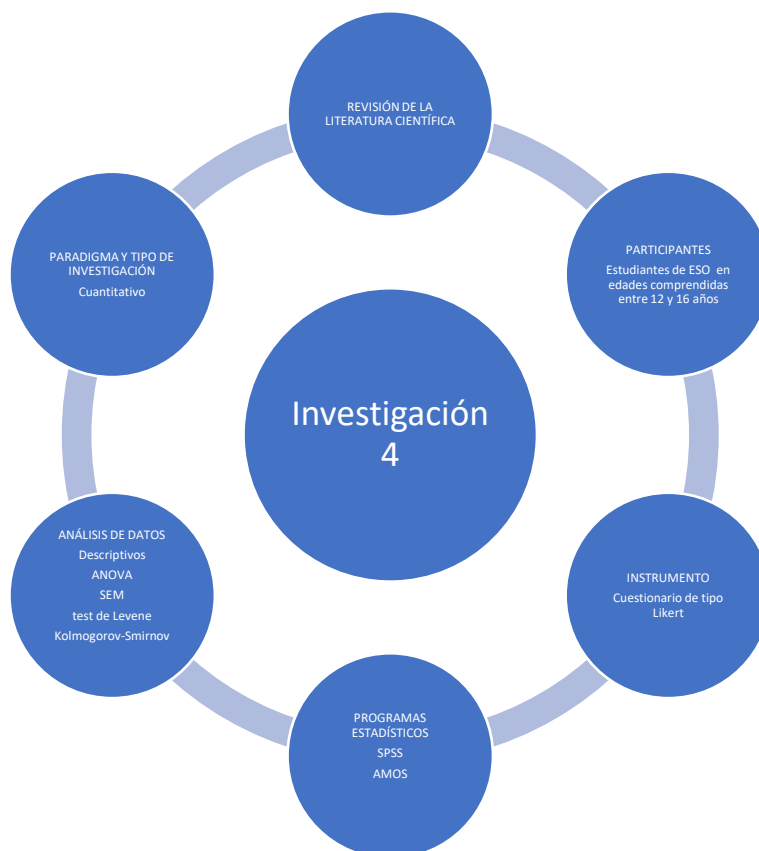 REVISIÓN DE LA
LITERATURA CIENTÍFICA
PARTICIPANTES
Estudiantes de ESO en
edades comprendidas
entre 12 y 16 años
INSTRUMENTO
Cuestionario de tipo
Likert
PROGRAMAS
ESTADÍSTICOS
SPSS
AMOS
ANÁLISIS DE DATOS
Descriptivos
ANOVA
SEM
test de Levene
Kolmogorov-Smirnov
PARADIGMA Y TIPO DE
INVESTIGACIÓN
Cuantitativo
Investigación
4